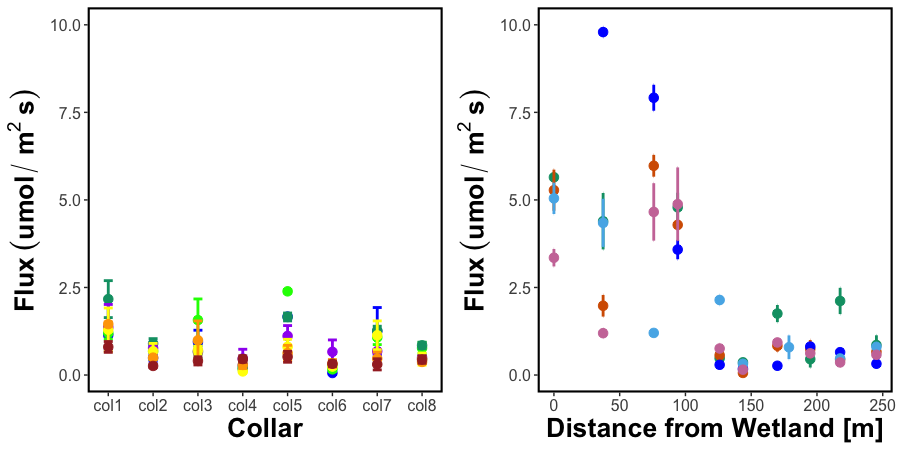 10.0
7.5
5.0
2.5
0.0
Flux (umol/ m² s)
col1 col2 col3 col4 col5 col6 col7 col8
Collar
10.0
7.5
5.0
2.5
0.0
Flux (umol/ m² s)
0 50 100 150 200 250
Distance from Wetland [m]